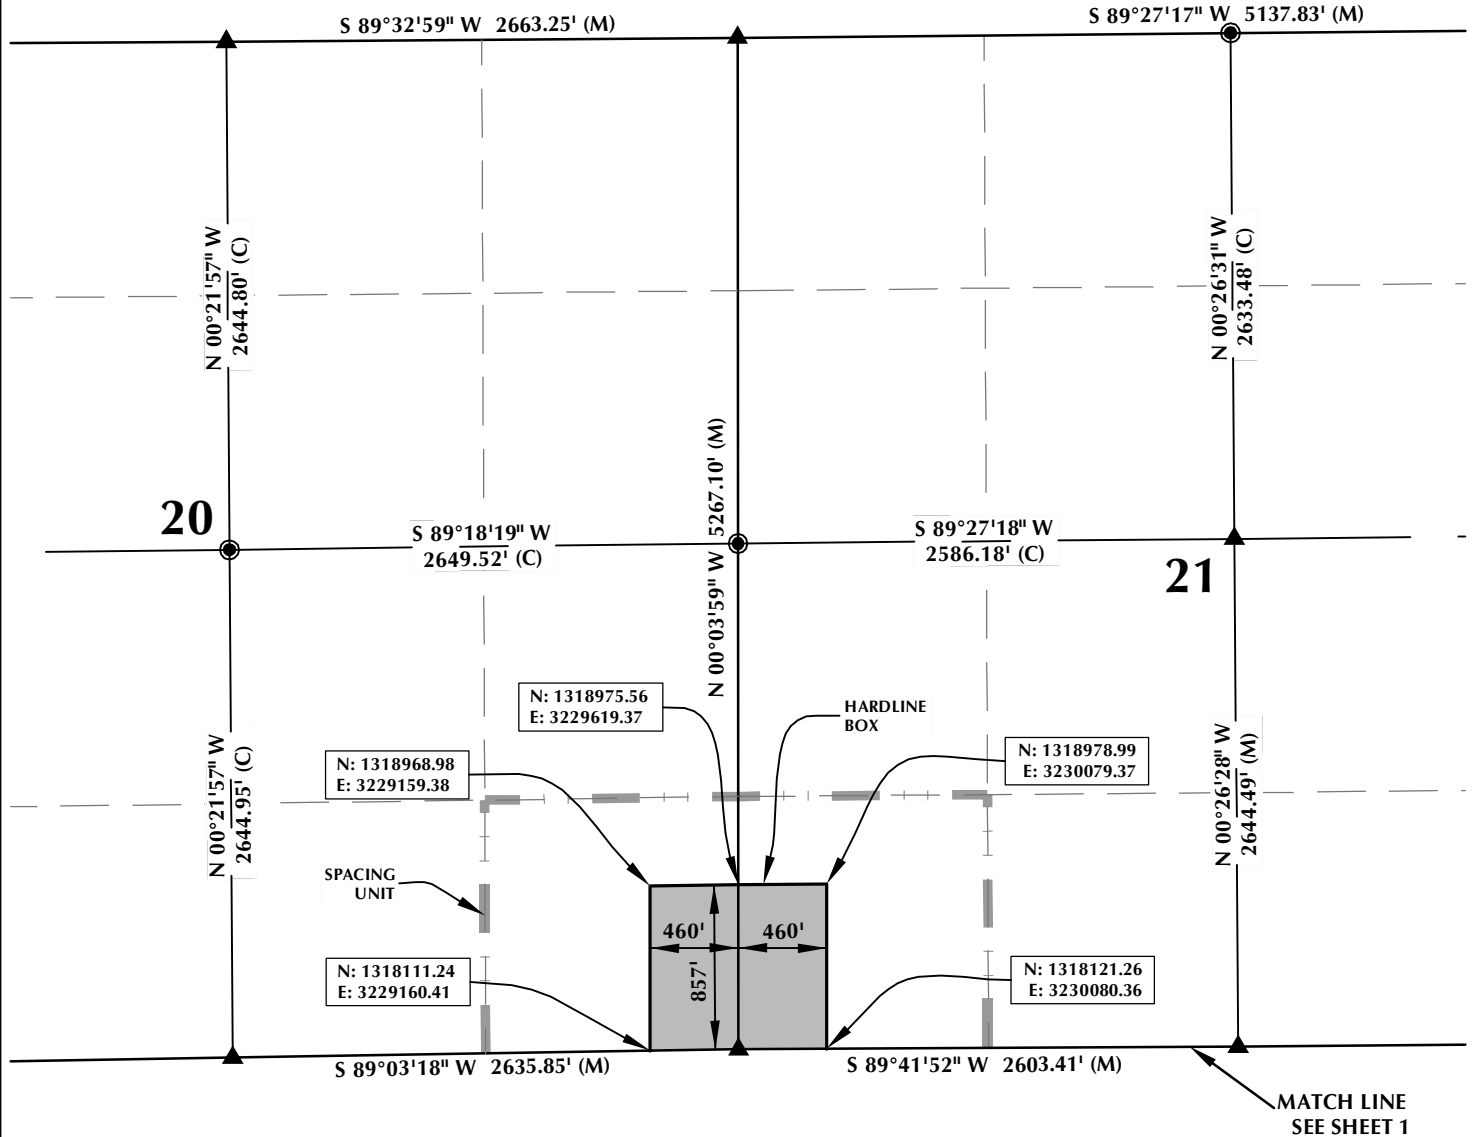 S 89°32'59" W 2663.25' (M)
S 89°27'17" W 5137.83' (M)
N 00°21'57" W
2644.80' (C)
N 00°26'31" W
2633.48' (C)
N 00°03'59" W 5267.10' (M)
20
S 89°18'19" W
2649.52' (C)
S 89°27'18" W
2586.18' (C)
21
N: 1318975.56
E: 3229619.37
HARDLINE
BOX
N: 1318968.98
E: 3229159.38
N: 1318978.99
E: 3230079.37
N 00°21'57" W
2644.95' (C)
N 00°26'28" W
2644.49' (M)
SPACING
UNIT
460'
460'
857'
N: 1318111.24
E: 3229160.41
N: 1318121.26
E: 3230080.36
S 89°03'18" W 2635.85' (M)
S 89°41'52" W 2603.41' (M)
MATCH LINE
SEE SHEET 1